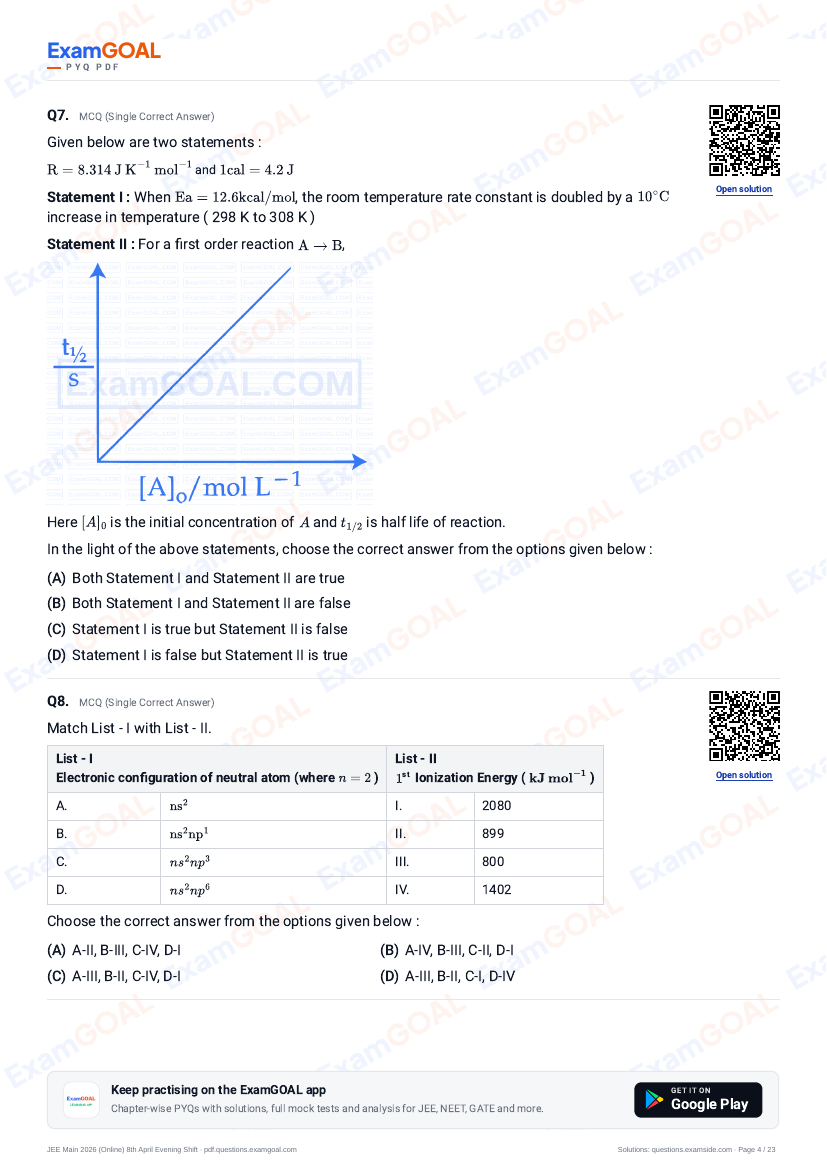 ExamGOAL
PYQ PDF
Q7. MCQ (Single Correct Answer)
Given below are two statements :
R = 8.314 J K⁻¹ mol⁻¹ and 1cal = 4.2 J
Statement I : When Ea = 12.6kcal/mol, the room temperature rate constant is doubled by a 10°C
increase in temperature ( 298 K to 308 K )
Statement II : For a first order reaction A → B,
Open solution
t₁/₂
s
ExamGOAL.COM
[A]₀/mol L⁻¹
Here [A]₀ is the initial concentration of A and t₁/₂ is half life of reaction.
In the light of the above statements, choose the correct answer from the options given below :
(A) Both Statement I and Statement II are true
(B) Both Statement I and Statement II are false
(C) Statement I is true but Statement II is false
(D) Statement I is false but Statement II is true
Q8. MCQ (Single Correct Answer)
Match List - I with List - II.
Open solution
List - I List - II
Electronic configuration of neutral atom (where n = 2 ) 1ˢᵗ Ionization Energy ( kJ mol⁻¹ )
A. ns² I. 2080
B. ns²np¹ II. 899
C. ns²np³ III. 800
D. ns²np⁶ IV. 1402
Choose the correct answer from the options given below :
(A) A-II, B-III, C-IV, D-I (B) A-IV, B-III, C-II, D-I
(C) A-III, B-II, C-IV, D-I (D) A-III, B-II, C-I, D-IV
Keep practising on the ExamGOAL app
Chapter-wise PYQs with solutions, full mock tests and analysis for JEE, NEET, GATE and more.
GET IT ON
Google Play
JEE Main 2026 (Online) 8th April Evening Shift · pdf.questions.examgoal.com Solutions: questions.examside.com · Page 4 / 23